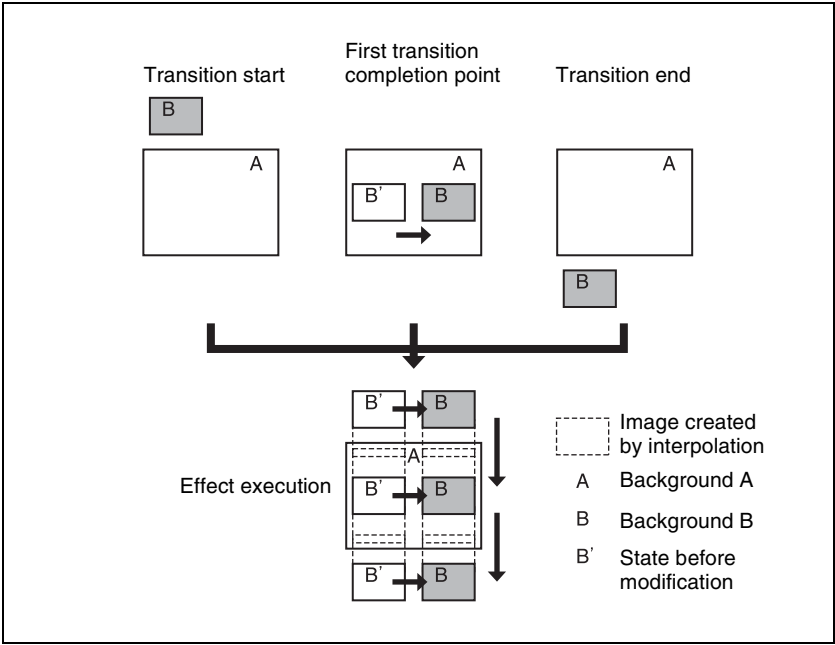 First transition
Transition start
completion point
Transition end
B
A
A
A
B'
B
B
B'
B
A
B'
B
B'
B
Effect execution
Image created
by interpolation
A Background A
B Background B
B' State before
modification